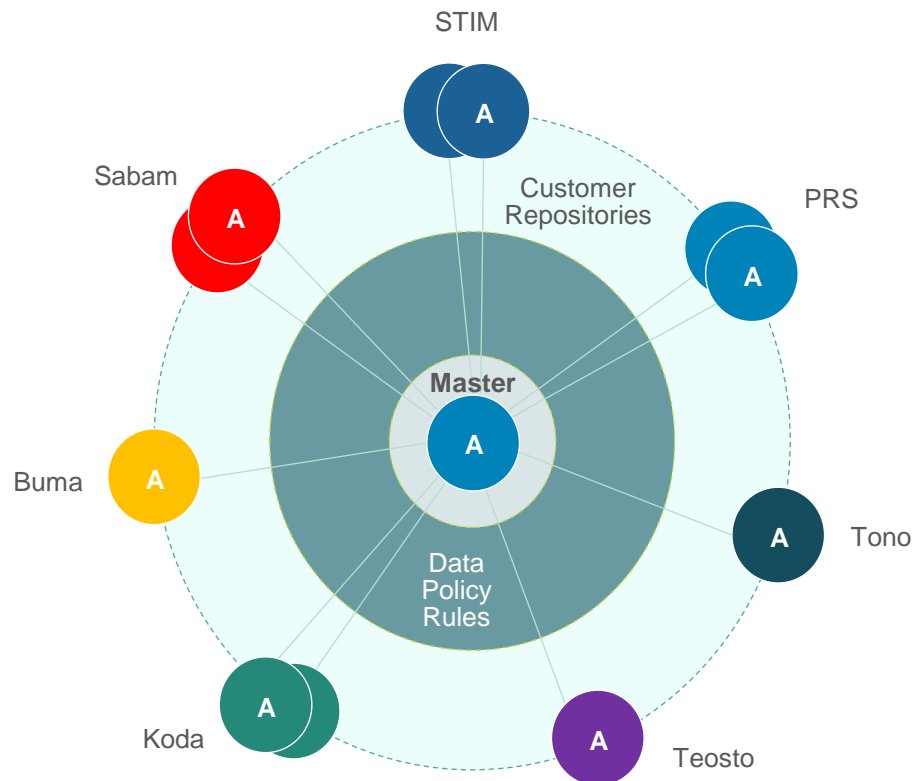 STIM
A
Sabam
A
Customer
Repositories
PRS
A
Master
A
Buma
A
Tono
A
Data
Policy
Rules
Koda
A
Teosto
A